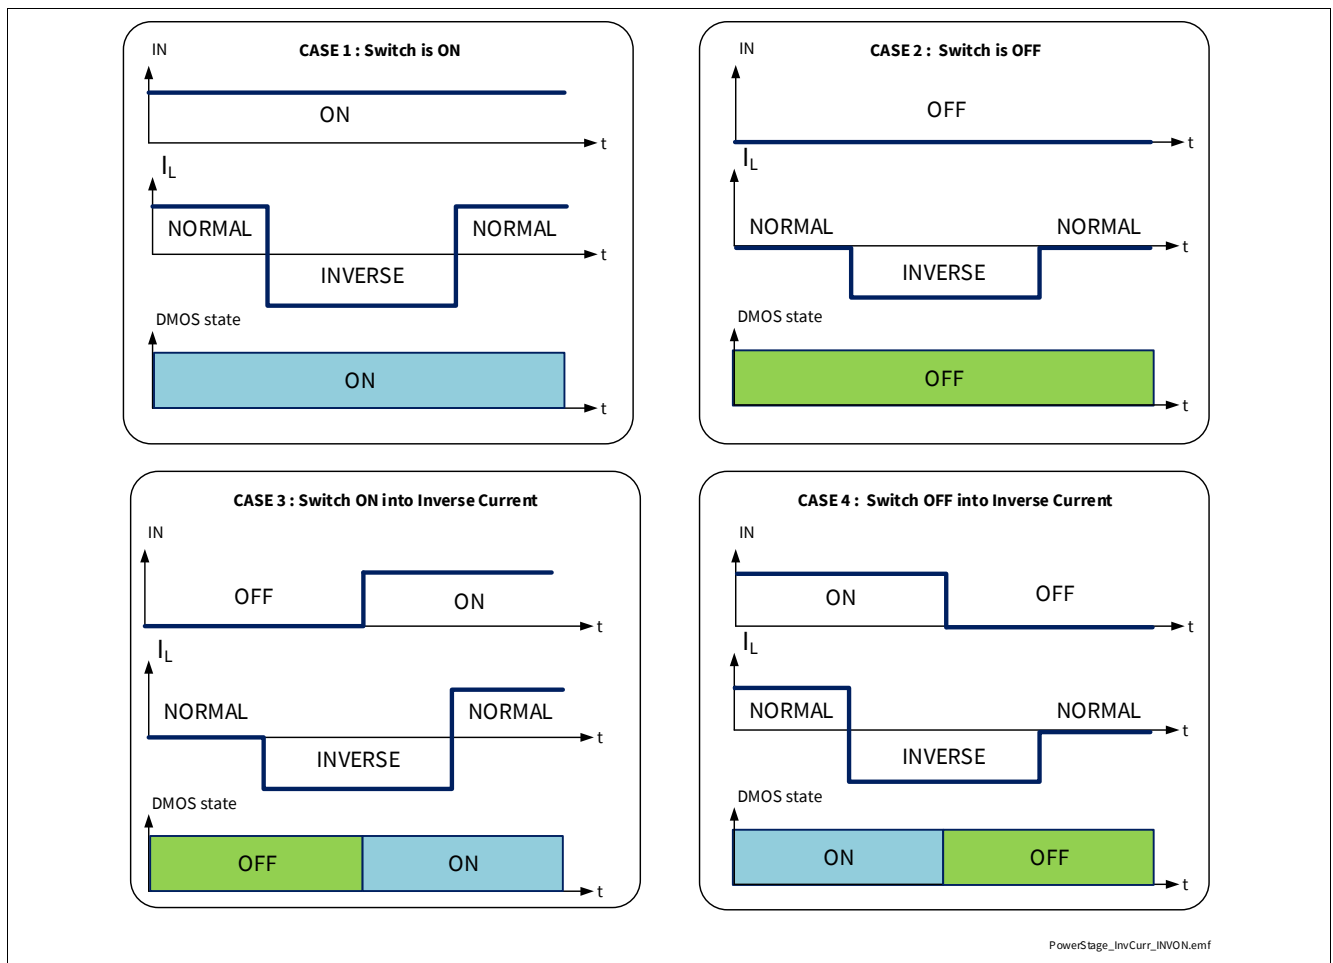 CASE 1 : Switch is ON
IN
ON
t
IL
NORMAL
NORMAL
INVERSE
t
DMOS state
ON
t
CASE 2 : Switch is OFF
IN
OFF
t
IL
NORMAL
NORMAL
INVERSE
t
DMOS state
OFF
t
CASE 3 : Switch ON into Inverse Current
IN
OFF
ON
t
IL
NORMAL
NORMAL
INVERSE
t
DMOS state
OFF
ON
t
CASE 4 : Switch OFF into Inverse Current
IN
ON
OFF
t
IL
NORMAL
NORMAL
INVERSE
t
DMOS state
ON
OFF
t
PowerStage_InvCurr_INVON.emf